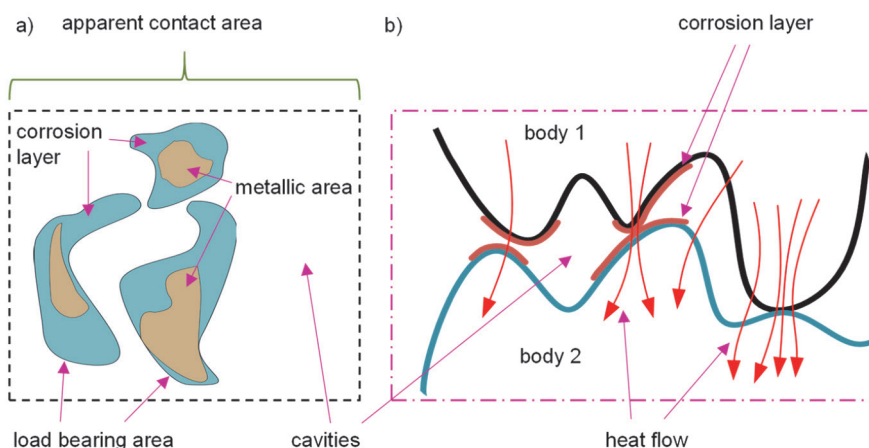 a)
apparent contact area
corrosion
layer
metallic area
load bearing area
cavities
b)
corrosion layer
body 1
body 2
heat flow